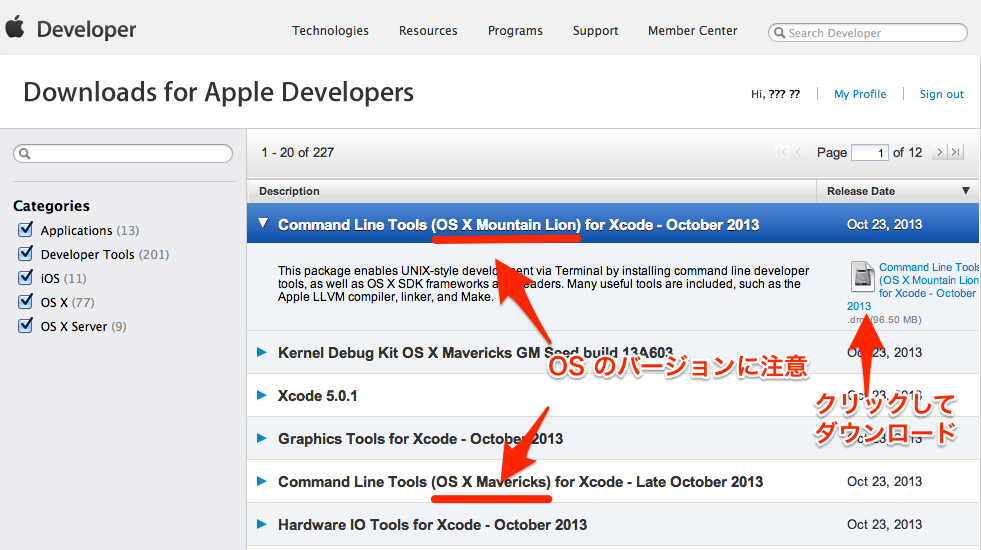 Developer
Technologies Resources Programs Support Member Center Search Developer
Downloads for Apple Developers
Hi, ??? ?? My Profile Sign out
1 - 20 of 227
Page 1 of 12
Categories
Applications (13)
Developer Tools (201)
iOS (11)
OS X (77)
OS X Server (9)
Description Release Date
Command Line Tools (OS X Mountain Lion) for Xcode - October 2013 Oct 23, 2013
This package enables UNIX-style development via Terminal by installing command line developer
tools, as well as OS X SDK frameworks and headers. Many useful tools are included, such as the
Apple LLVM compiler, linker, and Make.
Command Line Tools
(OS X Mountain Lion
for Xcode - October
2013
.dmg (96.50 MB)
Kernel Debug Kit OS X Mavericks GM Seed build 13A603 Oct 23, 2013
OS のバージョンに注意
Xcode 5.0.1 Oct 23, 2013
クリックして
ダウンロード
Graphics Tools for Xcode - October 2013
Command Line Tools (OS X Mavericks) for Xcode - Late October 2013 Oct 23, 2013
Hardware IO Tools for Xcode - October 2013 Oct 23, 2013